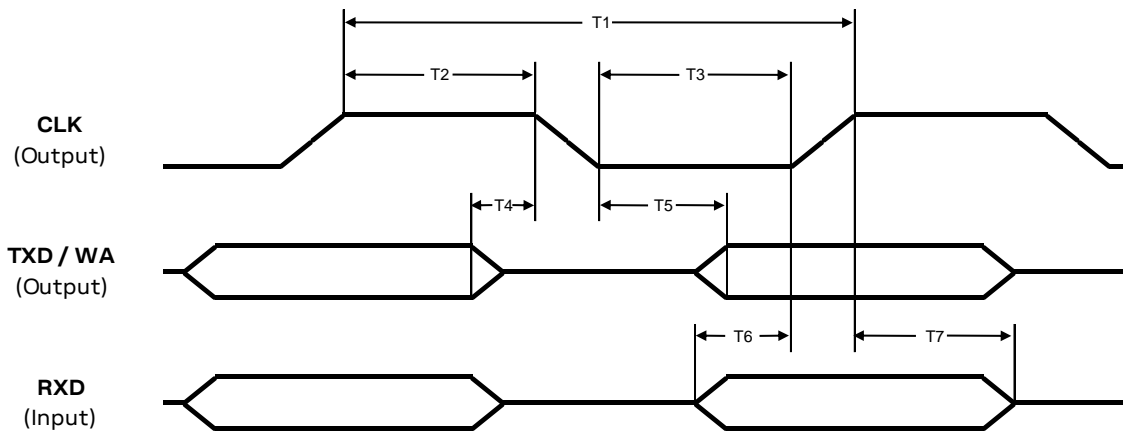 T1
T2
T3
CLK
(Output)
T4
T5
TXD / WA
(Output)
T6
T7
RXD
(Input)